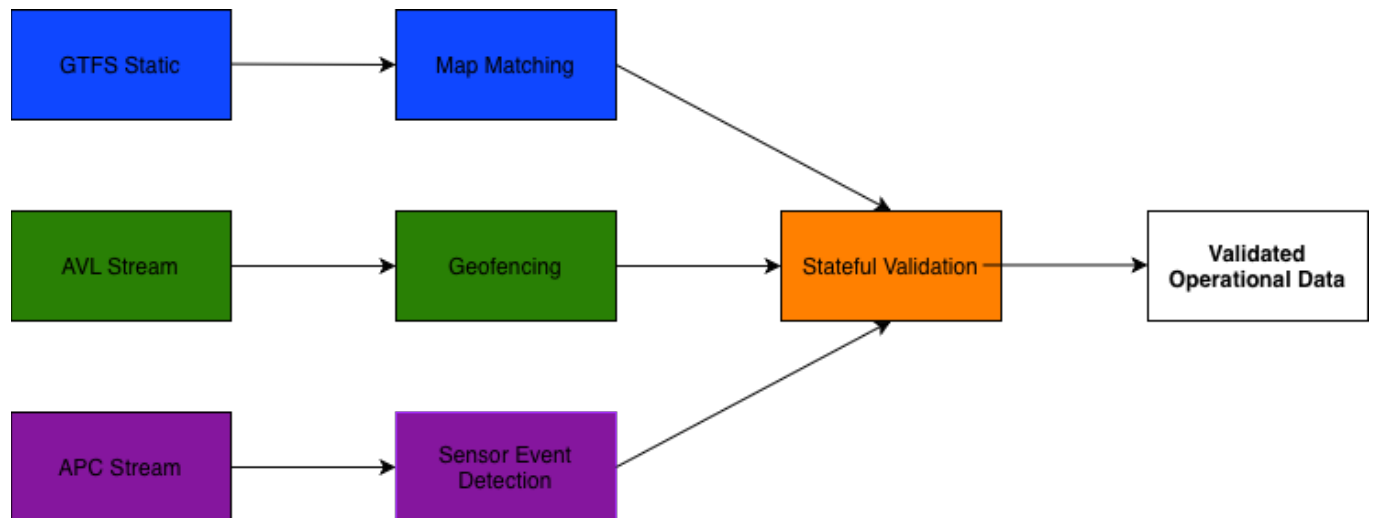 GTFS Static
Map Matching
AVL Stream
Geofencing
Stateful Validation
Validated
Operational Data
APC Stream
Sensor Event
Detection